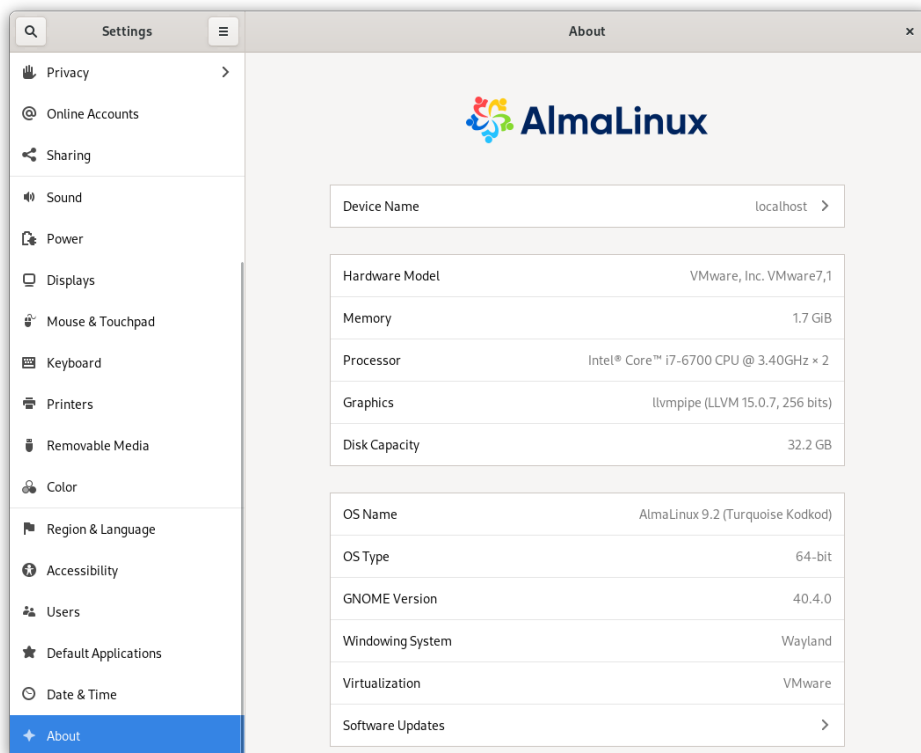 Settings
About
Privacy
Online Accounts
Sharing
Sound
Power
Displays
Mouse & Touchpad
Keyboard
Printers
Removable Media
Color
Region & Language
Accessibility
Users
Default Applications
Date & Time
About
AlmaLinux
Device Name localhost
Hardware Model VMware, Inc. VMware7,1
Memory 1.7 GiB
Processor Intel® Core™ i7-6700 CPU @ 3.40GHz × 2
Graphics llvmpipe (LLVM 15.0.7, 256 bits)
Disk Capacity 32.2 GB
OS Name AlmaLinux 9.2 (Turquoise Kodkod)
OS Type 64-bit
GNOME Version 40.4.0
Windowing System Wayland
Virtualization VMware
Software Updates